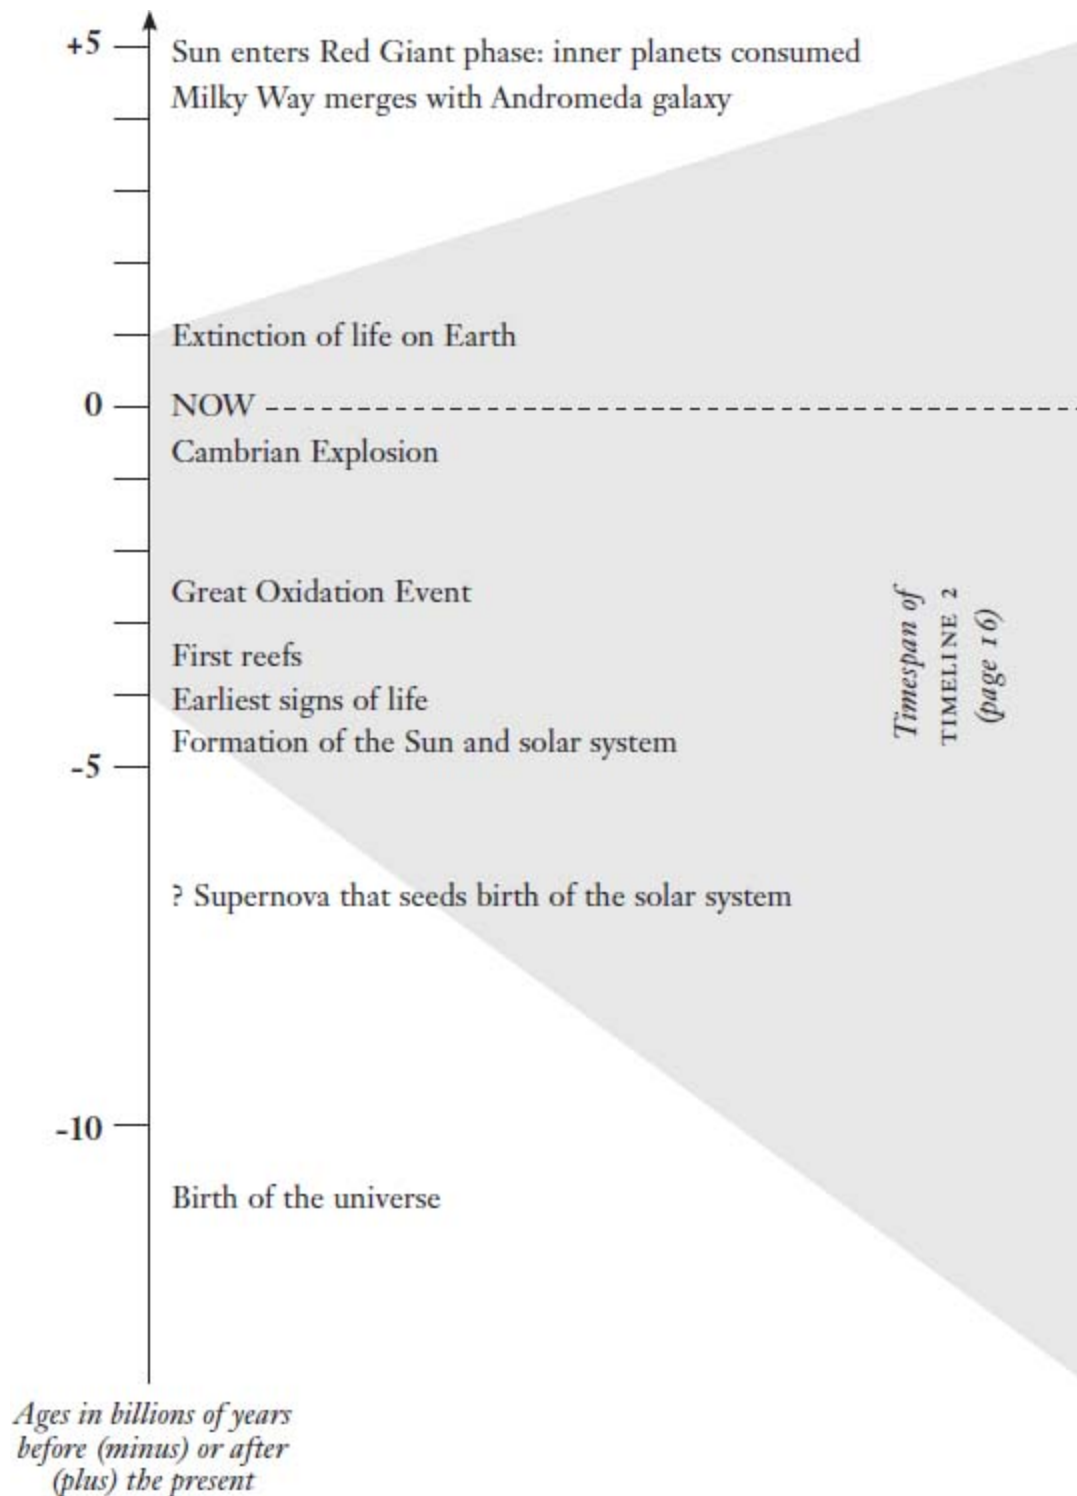 +5
Sun enters Red Giant phase: inner planets consumed
Milky Way merges with Andromeda galaxy
Extinction of life on Earth
0
NOW
Cambrian Explosion
Great Oxidation Event
First reefs
Earliest signs of life
Formation of the Sun and solar system
-5
? Supernova that seeds birth of the solar system
-10
Birth of the universe
Timespan of
TIMELINE 2
(page 16)
Ages in billions of years
before (minus) or after
(plus) the present